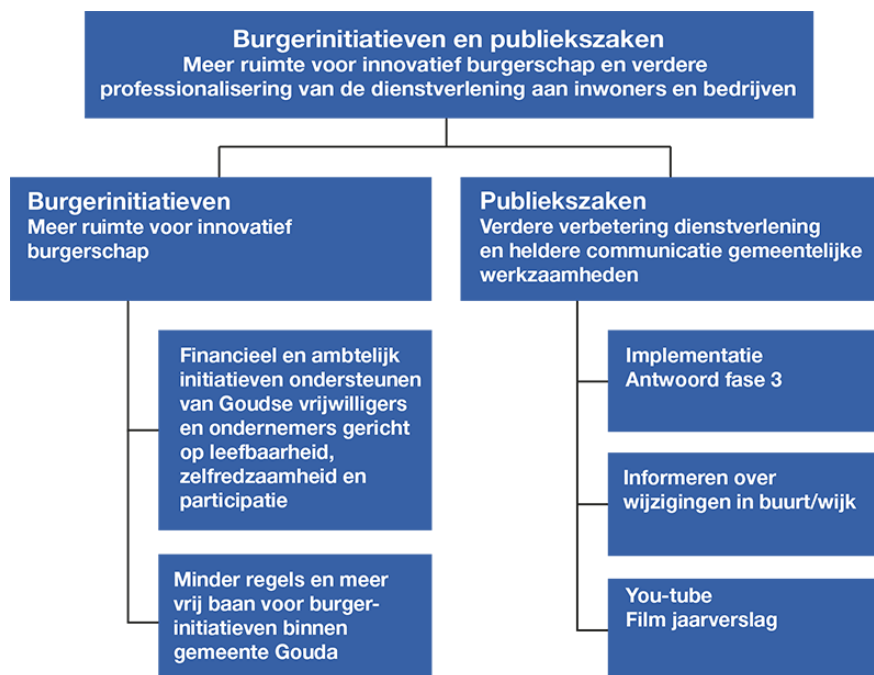 Burgerinitiatieven en publiekszaken
Meer ruimte voor innovatief burgerschap en verdere
professionalisering van de dienstverlening aan inwoners en bedrijven
Burgerinitiatieven
Meer ruimte voor innovatief
burgerschap
Financieel en ambtelijk
initiatieven ondersteunen
van Goudse vrijwilligers
en ondernemers gericht
op leefbaarheid,
zelfredzaamheid en
participatie
Minder regels en meer
vrij baan voor burger-
initiatieven binnen
gemeente Gouda
Publiekszaken
Verdere verbetering dienstverlening
en heldere communicatie gemeentelijke
werkzaamheden
Implementatie
Antwoord fase 3
Informeren over
wijzigingen in buurt/wijk
You-tube
Film jaarverslag